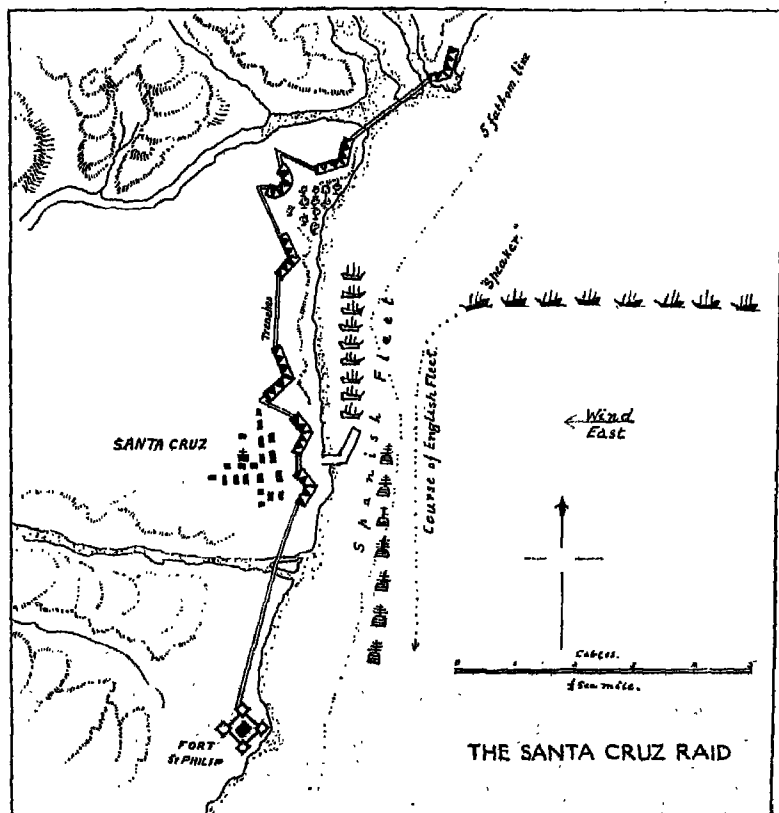 5 fathom line
"Speaker"
Trenches
Spanish Fleet
Course of English Fleet.
Wind
East
SANTA CRUZ
Cables.
½ Sea mile.
FORT
St PHILIP
THE SANTA CRUZ RAID